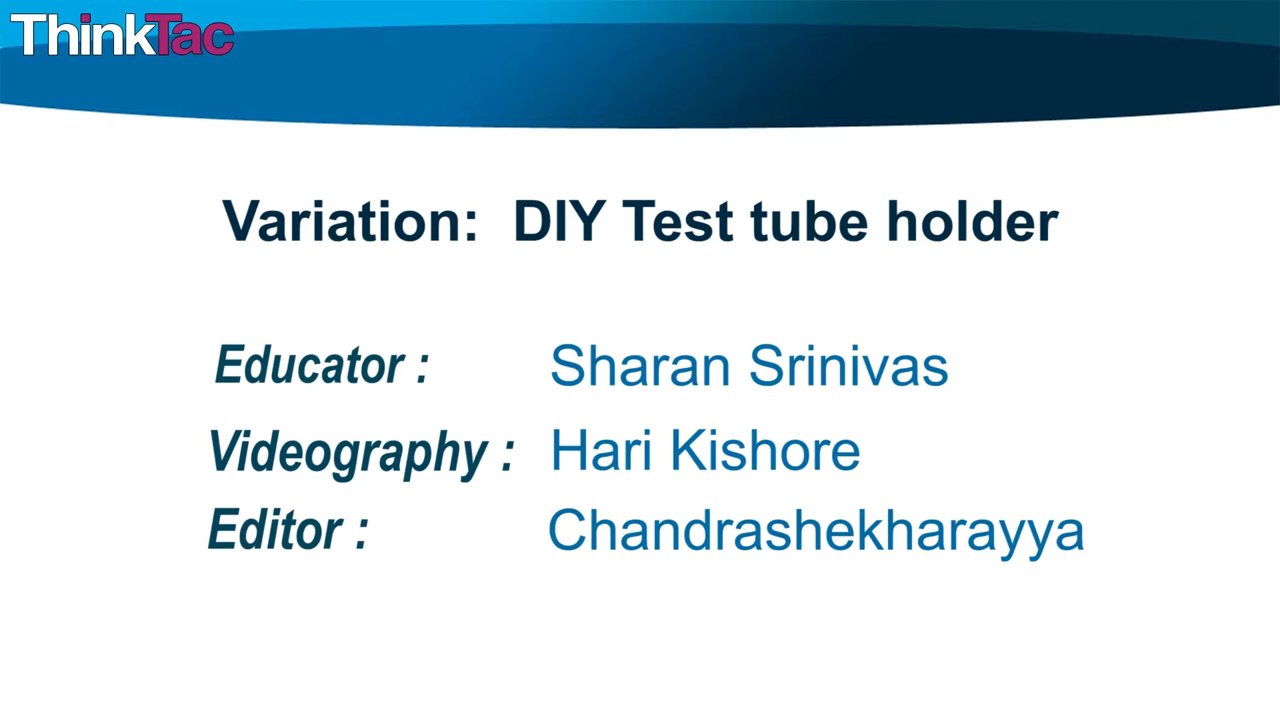 ThinkTac
Variation: DIY Test tube holder
Educator : Sharan Srinivas
Videography : Hari Kishore
Editor : Chandrashekharayya